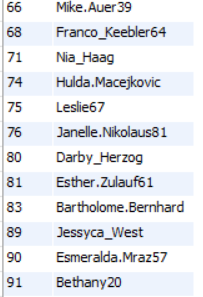 66 Mike.Auer39
68 Franco_Keebler64
71 Nia_Haag
74 Hulda.Macejkovic
75 Leslie67
76 Janelle.Nikolaus81
80 Darby_Herzog
81 Esther.Zulauf61
83 Bartholome.Bernhard
89 Jessyca_West
90 Esmeralda.Mraz57
91 Bethany20